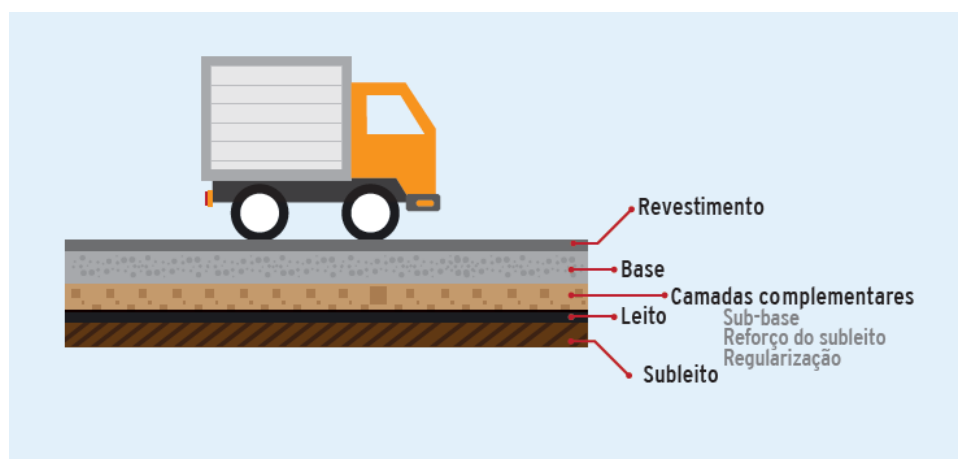 Revestimento
Base
Camadas complementares
Leito
Sub-base
Reforço do subleito
Regularização
Subleito